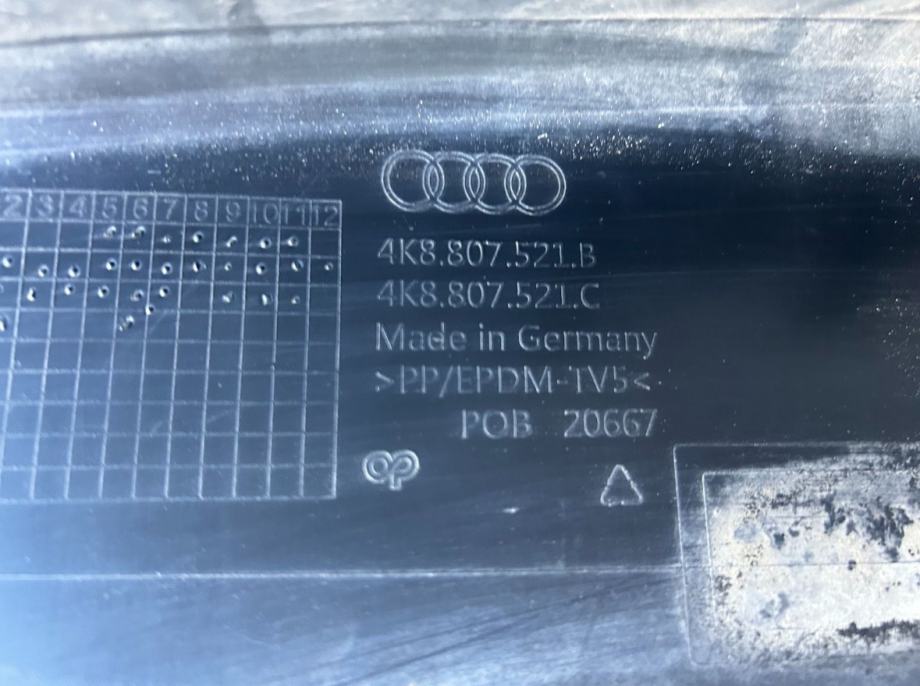 2 3 4 5 6 7 8 9 10 11 12
4K8.807.521.B
4K8.807.521.C
Made in Germany
>PP/EPDM-TV5<
POB 20667